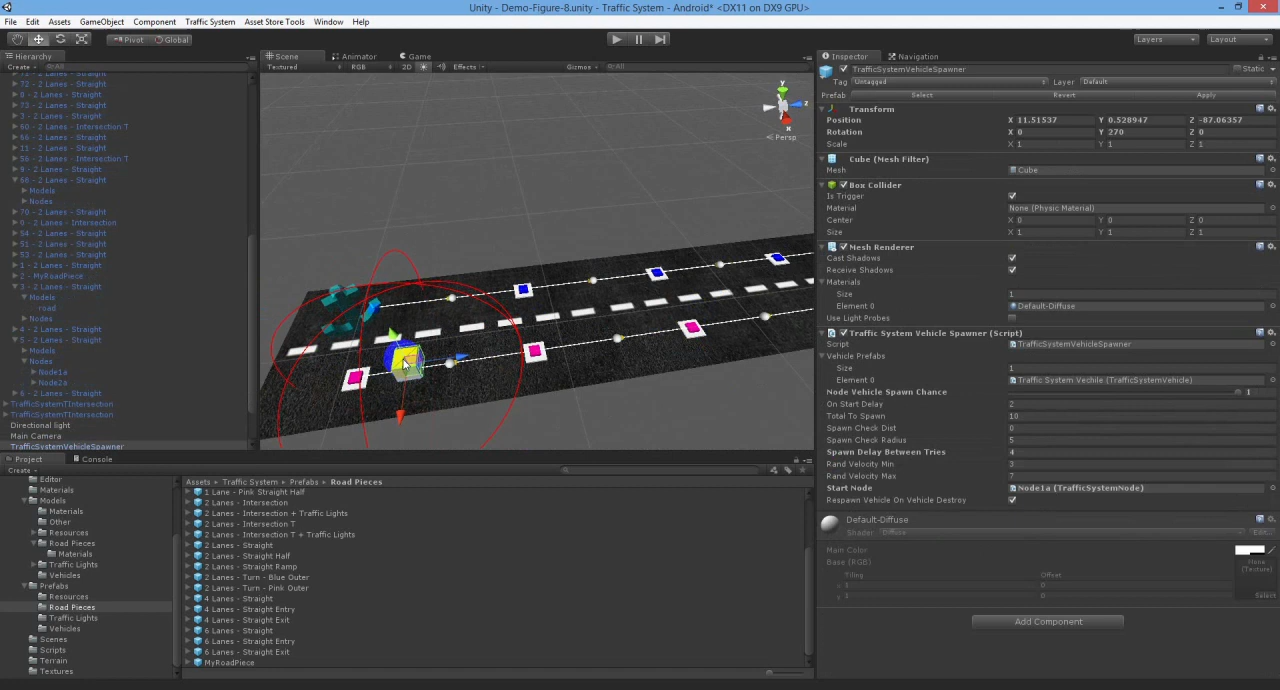 Unity - Demo-Figure-8.unity - Traffic System - Android* <DX11 on DX9 GPU>
File Edit Assets GameObject Component Traffic System Asset Store Tools Window Help
Pivot Global Layers Layout
Hierarchy
Create All
72 - 2 Lanes - Straight
0 - 2 Lanes - Straight
73 - 2 Lanes - Straight
3 - 2 Lanes - Straight
60 - 2 Lanes - Intersection T
66 - 2 Lanes - Straight
11 - 2 Lanes - Straight
56 - 2 Lanes - Intersection T
9 - 2 Lanes - Straight
68 - 2 Lanes - Straight
Models
Nodes
70 - 2 Lanes - Straight
0 - 2 Lanes - Intersection
54 - 2 Lanes - Straight
51 - 2 Lanes - Straight
53 - 2 Lanes - Straight
1 - 2 Lanes - Straight
2 - MyRoadPiece
3 - 2 Lanes - Straight
Models
road
Nodes
4 - 2 Lanes - Straight
5 - 2 Lanes - Straight
Models
Nodes
Node1a
Node2a
6 - 2 Lanes - Straight
TrafficSystemTIntersection
TrafficSystemTIntersection
Directional light
Main Camera
TrafficSystemVehicleSpawner
Scene Animator Game
Textured RGB 2D Effects Gizmos All
y
z
x
Persp
Inspector Navigation
TrafficSystemVehicleSpawner Static
Tag Untagged Layer Default
Prefab Select Revert Apply
Transform
Position X 11.51537 Y 0.528947 Z -87.06357
Rotation X 0 Y 270 Z 0
Scale X 1 Y 1 Z 1
Cube (Mesh Filter)
Mesh Cube
Box Collider
Is Trigger
Material None (Physic Material)
Center X 0 Y 0 Z 0
Size X 1 Y 1 Z 1
Mesh Renderer
Cast Shadows
Receive Shadows
Materials
Size 1
Element 0 Default-Diffuse
Use Light Probes
Traffic System Vehicle Spawner (Script)
Script TrafficSystemVehicleSpawner
Vehicle Prefabs
Size 1
Element 0 Traffic System Vechile (TrafficSystemVehicle)
Node Vehicle Spawn Chance 1
On Start Delay 2
Total To Spawn 10
Spawn Check Dist 0
Spawn Check Radius 5
Spawn Delay Between Tries 4
Rand Velocity Min 3
Rand Velocity Max 7
Start Node Node1a (TrafficSystemNode)
Respawn Vehicle On Vehicle Destroy
Default-Diffuse
Shader Diffuse Edit...
Main Color
Base (RGB) None (Texture)
Tiling Offset
Select
Add Component
Project Console
Create
Editor
Materials
Models
Materials
Other
Resources
Road Pieces
Materials
Traffic Lights
Vehicles
Prefabs
Resources
Road Pieces
Traffic Lights
Vehicles
Scenes
Scripts
Terrain
Textures
Assets Traffic System Prefabs Road Pieces
1 Lane - Pink Straight Half
2 Lanes - Intersection
2 Lanes - Intersection + Traffic Lights
2 Lanes - Intersection T
2 Lanes - Intersection T + Traffic Lights
2 Lanes - Straight
2 Lanes - Straight Half
2 Lanes - Straight Ramp
2 Lanes - Turn - Blue Outer
2 Lanes - Turn - Pink Outer
4 Lanes - Straight
4 Lanes - Straight Entry
4 Lanes - Straight Exit
6 Lanes - Straight
6 Lanes - Straight Entry
6 Lanes - Straight Exit
MyRoadPiece